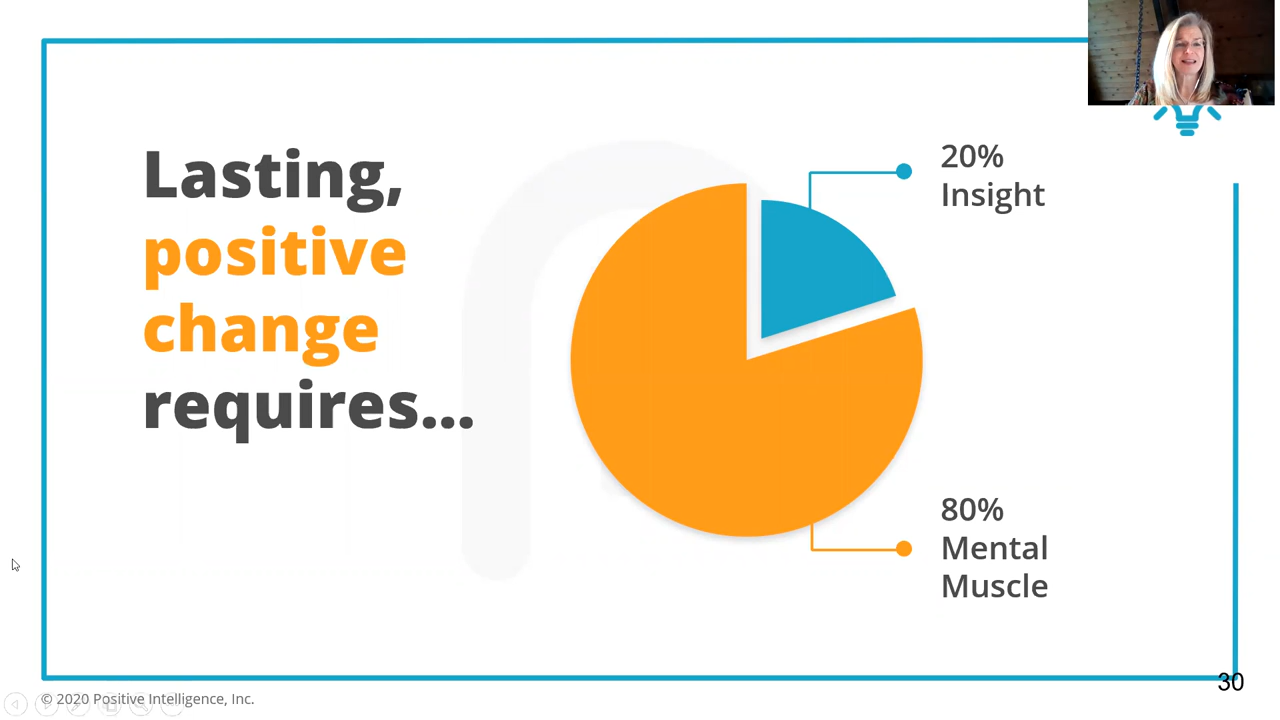 Lasting,
positive
change
requires...
20%
Insight
80%
Mental
Muscle
© 2020 Positive Intelligence, Inc.
30